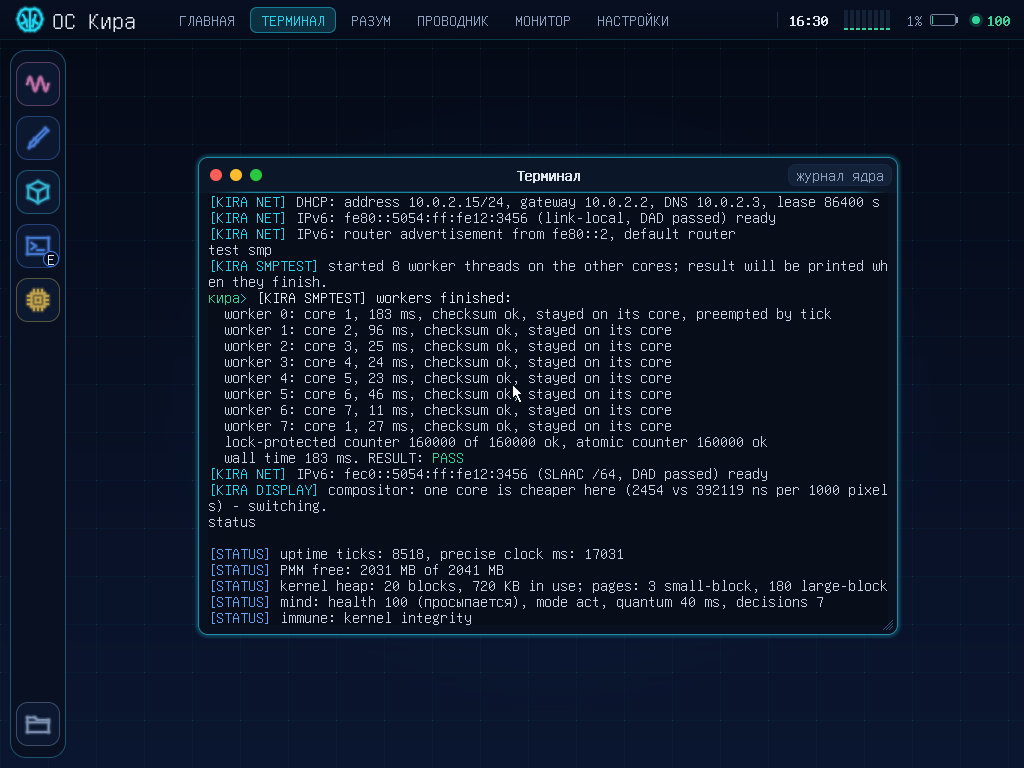 ОС Кира
ГЛАВНАЯ ТЕРМИНАЛ РАЗУМ ПРОВОДНИК МОНИТОР НАСТРОЙКИ 16:30 1% 100
E
Терминал журнал ядра
[KIRA NET] DHCP: address 10.0.2.15/24, gateway 10.0.2.2, DNS 10.0.2.3, lease 86400 s
[KIRA NET] IPv6: fe80::5054:ff:fe12:3456 (link-local, DAD passed) ready
[KIRA NET] IPv6: router advertisement from fe80::2, default router
test smp
[KIRA SMPTEST] started 8 worker threads on the other cores; result will be printed wh
en they finish.
кира> [KIRA SMPTEST] workers finished:
worker 0: core 1, 183 ms, checksum ok, stayed on its core, preempted by tick
worker 1: core 2, 96 ms, checksum ok, stayed on its core
worker 2: core 3, 25 ms, checksum ok, stayed on its core
worker 3: core 4, 24 ms, checksum ok, stayed on its core
worker 4: core 5, 23 ms, checksum ok, stayed on its core
worker 5: core 6, 46 ms, checksum ok, stayed on its core
worker 6: core 7, 11 ms, checksum ok, stayed on its core
worker 7: core 1, 27 ms, checksum ok, stayed on its core
lock-protected counter 160000 of 160000 ok, atomic counter 160000 ok
wall time 183 ms. RESULT: PASS
[KIRA NET] IPv6: fec0::5054:ff:fe12:3456 (SLAAC /64, DAD passed) ready
[KIRA DISPLAY] compositor: one core is cheaper here (2454 vs 392119 ns per 1000 pixel
s) - switching.
status
[STATUS] uptime ticks: 8518, precise clock ms: 17031
[STATUS] PMM free: 2031 MB of 2041 MB
[STATUS] kernel heap: 20 blocks, 720 KB in use; pages: 3 small-block, 180 large-block
[STATUS] mind: health 100 (просыпается), mode act, quantum 40 ms, decisions 7
[STATUS] immune: kernel integrity